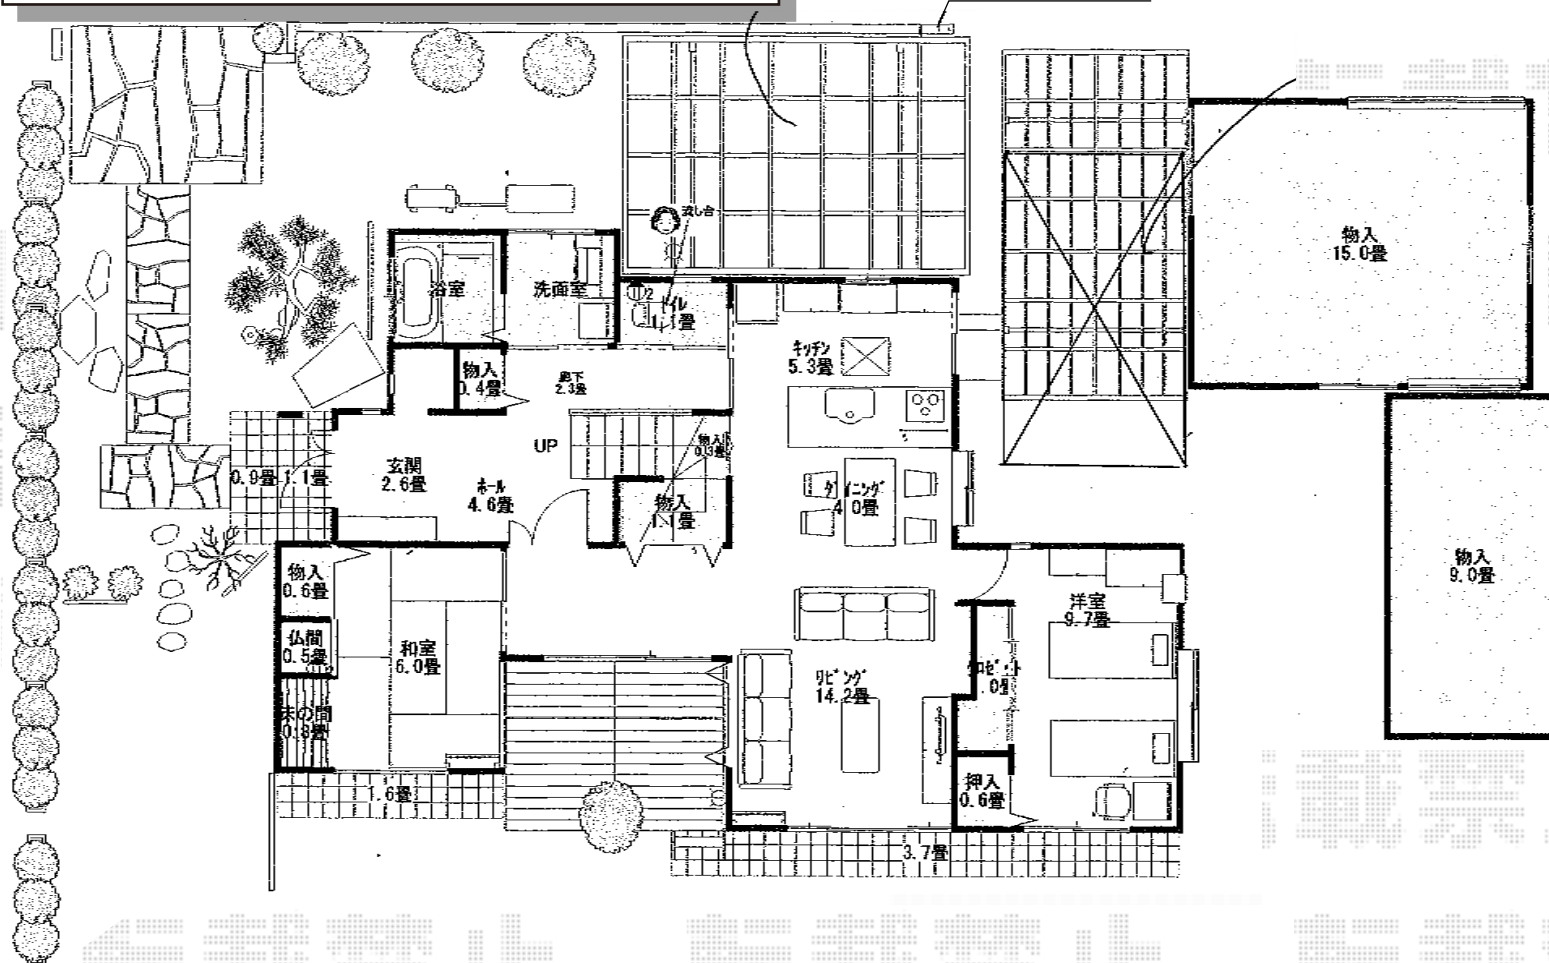 流し台
物入
15.0畳
浴室
洗面室
トイレ
1.1畳
キッチン
5.3畳
物入
0.4畳
廊下
2.3畳
UP
物入
0.3畳
玄関
2.6畳
ホール
4.6畳
0.9畳
1.1畳
物入
1.1畳
ダイニング
4.0畳
物入
9.0畳
物入
0.6畳
仏間
0.5畳
和室
6.0畳
床の間
0.8畳
洋室
9.7畳
リビング
14.2畳
クロゼット
押入
0.6畳
1.6畳
3.7畳